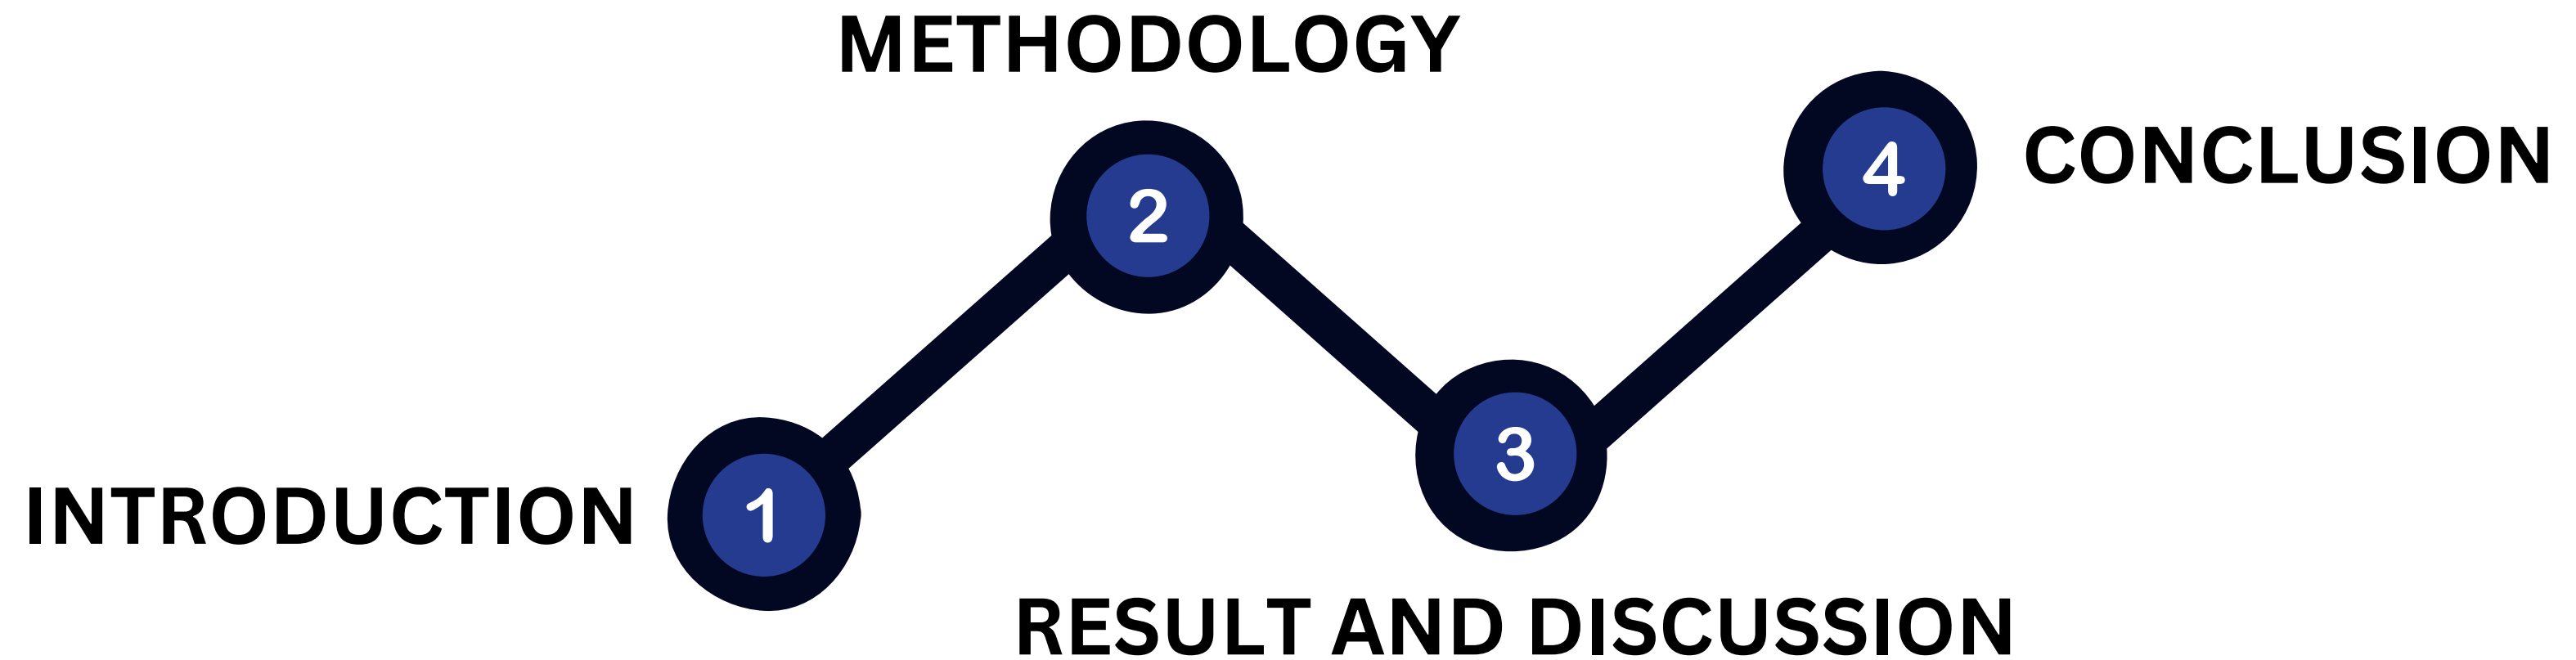 INTRODUCTION
1
METHODOLOGY
2
3
RESULT AND DISCUSSION
4
CONCLUSION